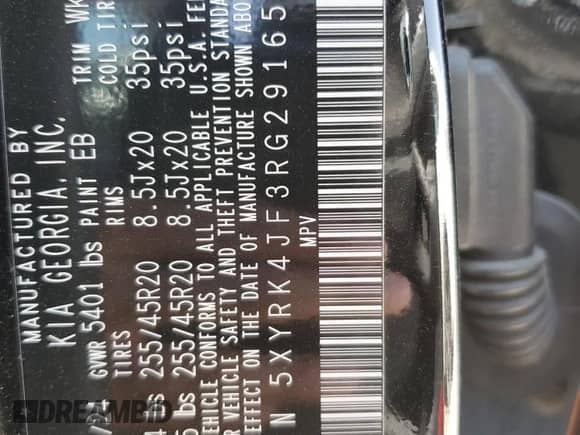 MANUFACTURED BY
KIA GEORGIA, INC.
GVWR 5401 lbs PAINT EB TRIM WK
TIRES RIMS COLD TIR
255/45R20 8.5Jx20 35psi
lbs 255/45R20 8.5Jx20 35psi
VEHICLE CONFORMS TO ALL APPLICABLE U.S.A. FE
R VEHICLE SAFETY AND THEFT PREVENTION STANDA
EFFECT ON THE DATE OF MANUFACTURE SHOWN ABO
N 5XYRK4JF3RG29165
MPV
DREAMBID